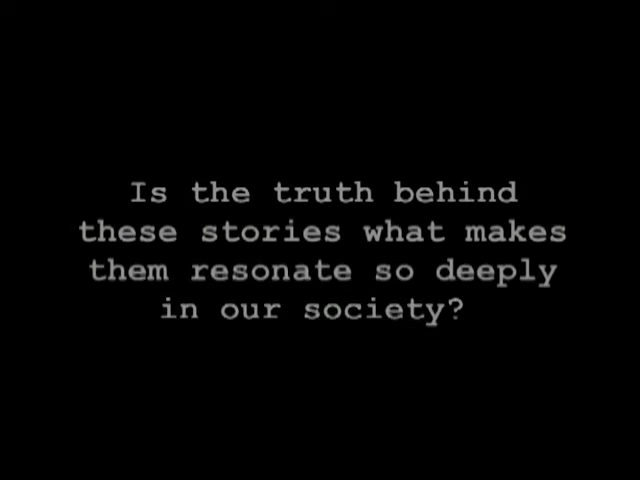 Is the truth behind
these stories what makes
them resonate so deeply
in our society?